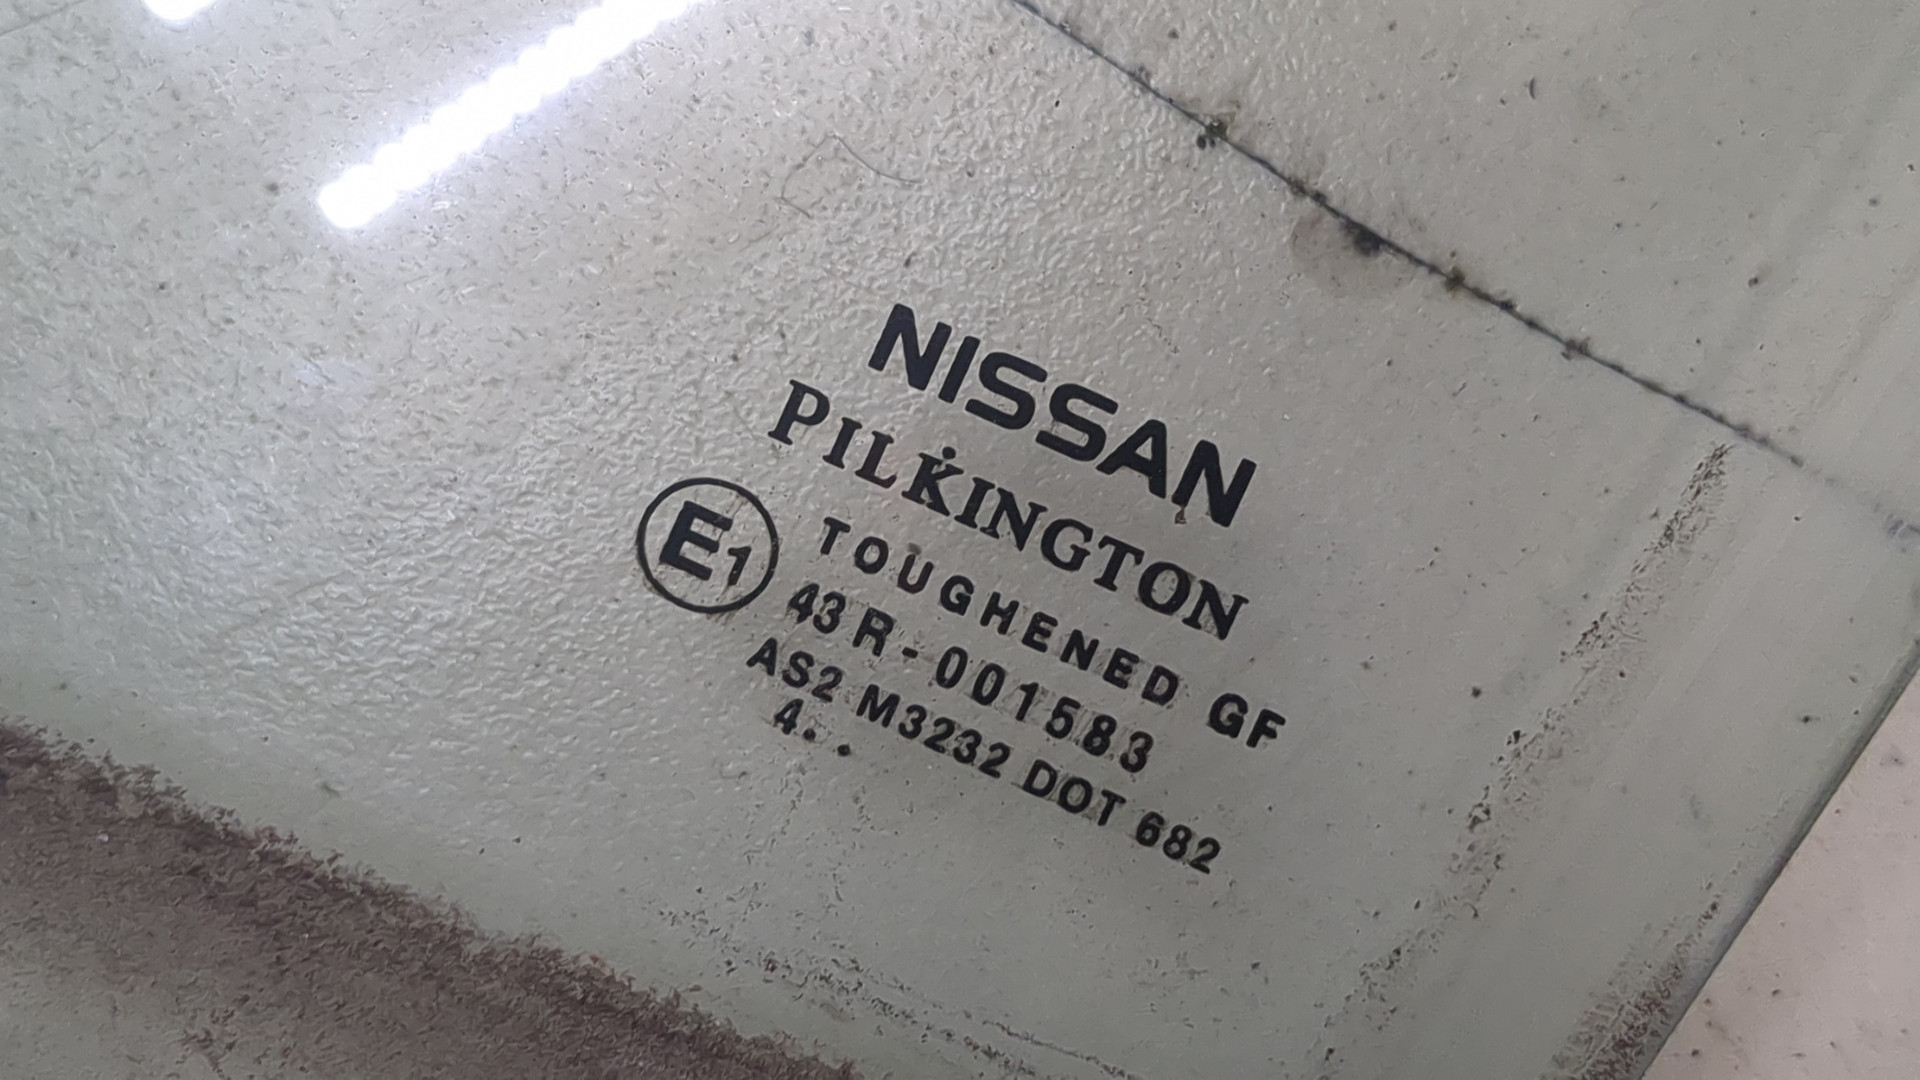 NISSAN
PILKINGTON
E1
TOUGHENED GF
43R-001583
AS2 M3232 DOT 682
4..